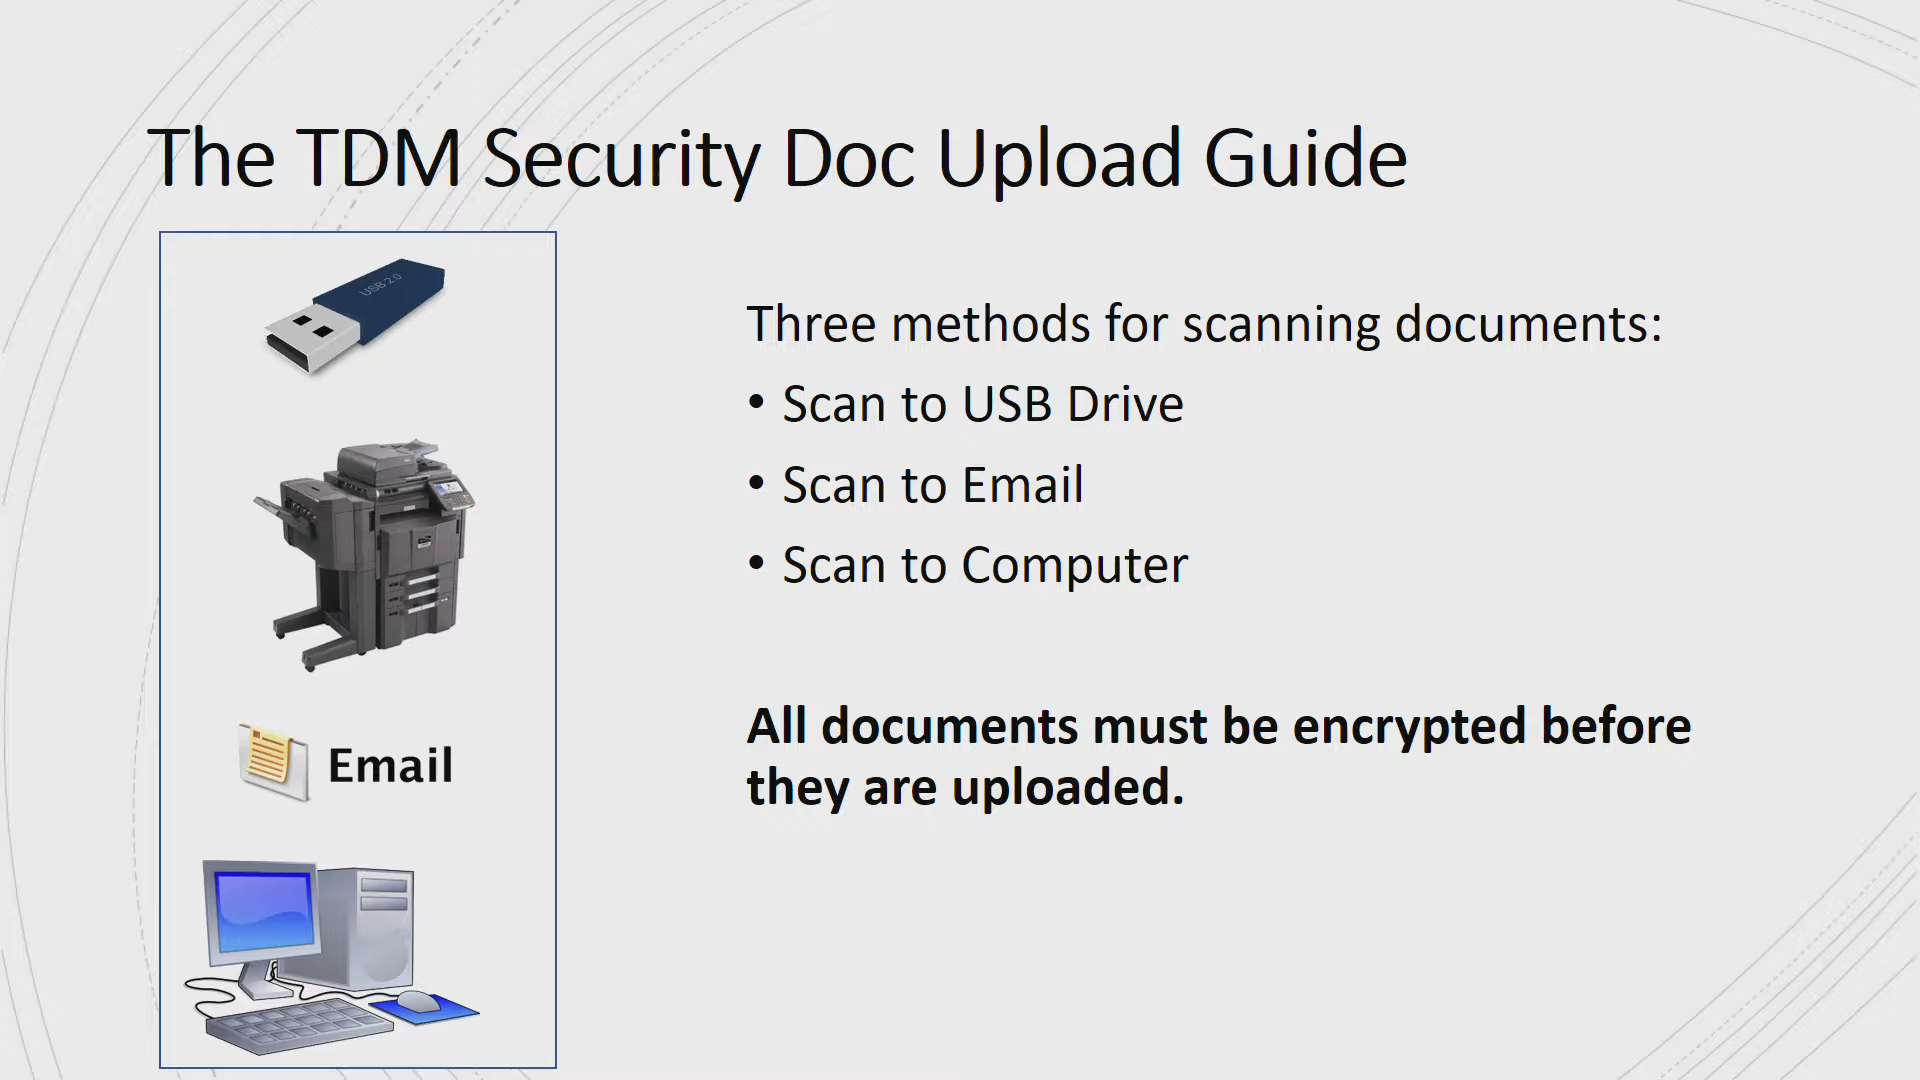 The TDM Security Doc Upload Guide
USB 2.0
Email
Three methods for scanning documents:
• Scan to USB Drive
• Scan to Email
• Scan to Computer
All documents must be encrypted before
they are uploaded.